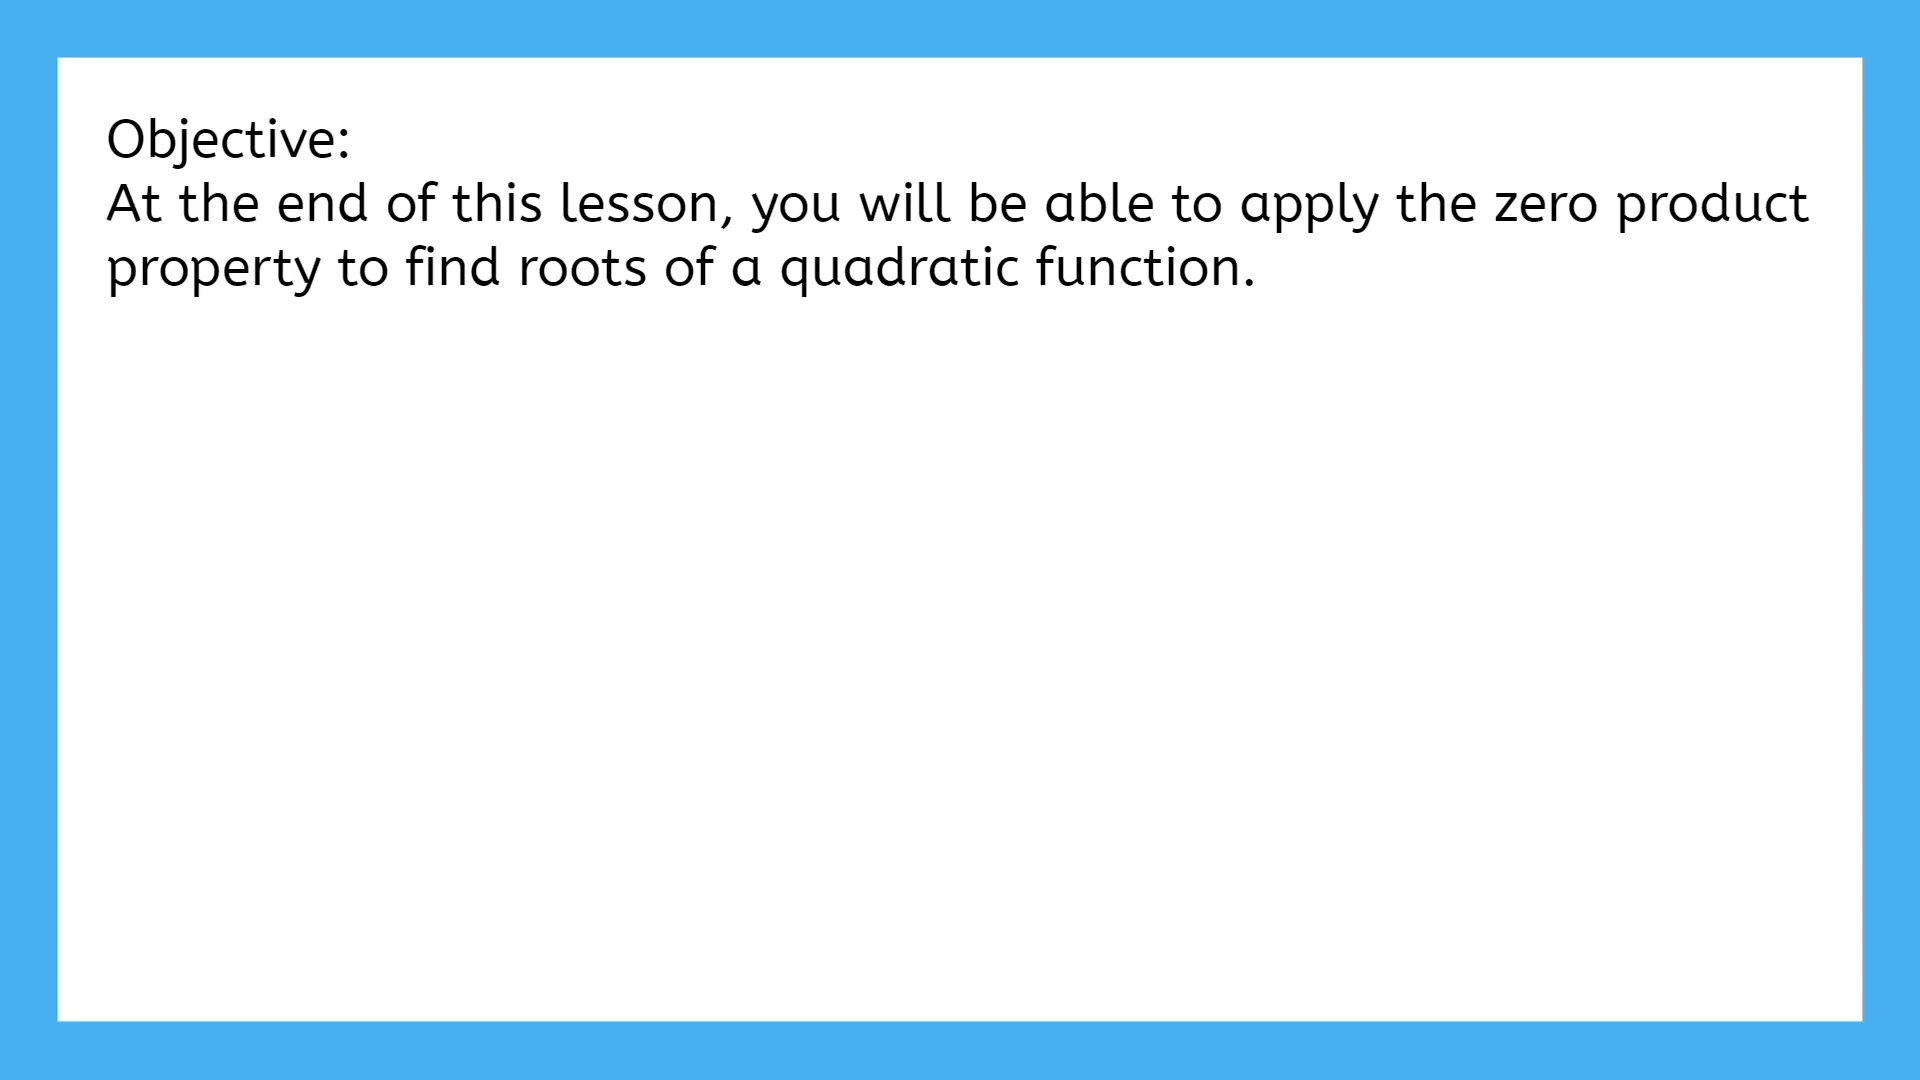 Objective:
At the end of this lesson, you will be able to apply the zero product
property to find roots of a quadratic function.